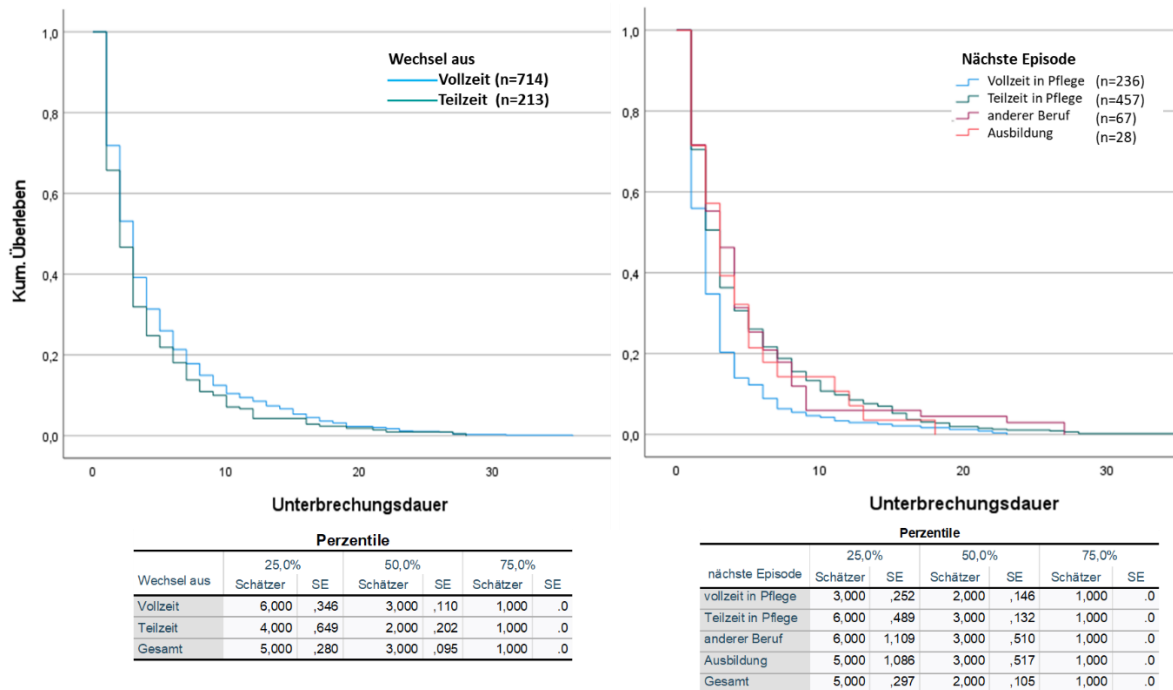 1,0
0,8
0,6
0,4
0,2
0,0
Kum. Überleben
Wechsel aus
Vollzeit (n=714)
Teilzeit (n=213)
0 10 20 30
Unterbrechungsdauer
Perzentile
Wechsel aus 25,0% 50,0% 75,0%
Schätzer SE Schätzer SE Schätzer SE
Vollzeit 6,000 ,346 3,000 ,110 1,000 .0
Teilzeit 4,000 ,649 2,000 ,202 1,000 .0
Gesamt 5,000 ,280 3,000 ,095 1,000 .0
1,0
0,8
0,6
0,4
0,2
0,0
Nächste Episode
Vollzeit in Pflege (n=236)
Teilzeit in Pflege (n=457)
anderer Beruf (n=67)
Ausbildung (n=28)
0 10 20 30
Unterbrechungsdauer
Perzentile
nächste Episode 25,0% 50,0% 75,0%
Schätzer SE Schätzer SE Schätzer SE
vollzeit in Pflege 3,000 ,252 2,000 ,146 1,000 .0
Teilzeit in Pflege 6,000 ,489 3,000 ,132 1,000 .0
anderer Beruf 6,000 1,109 3,000 ,510 1,000 .0
Ausbildung 5,000 1,086 3,000 ,517 1,000 .0
Gesamt 5,000 ,297 2,000 ,105 1,000 .0